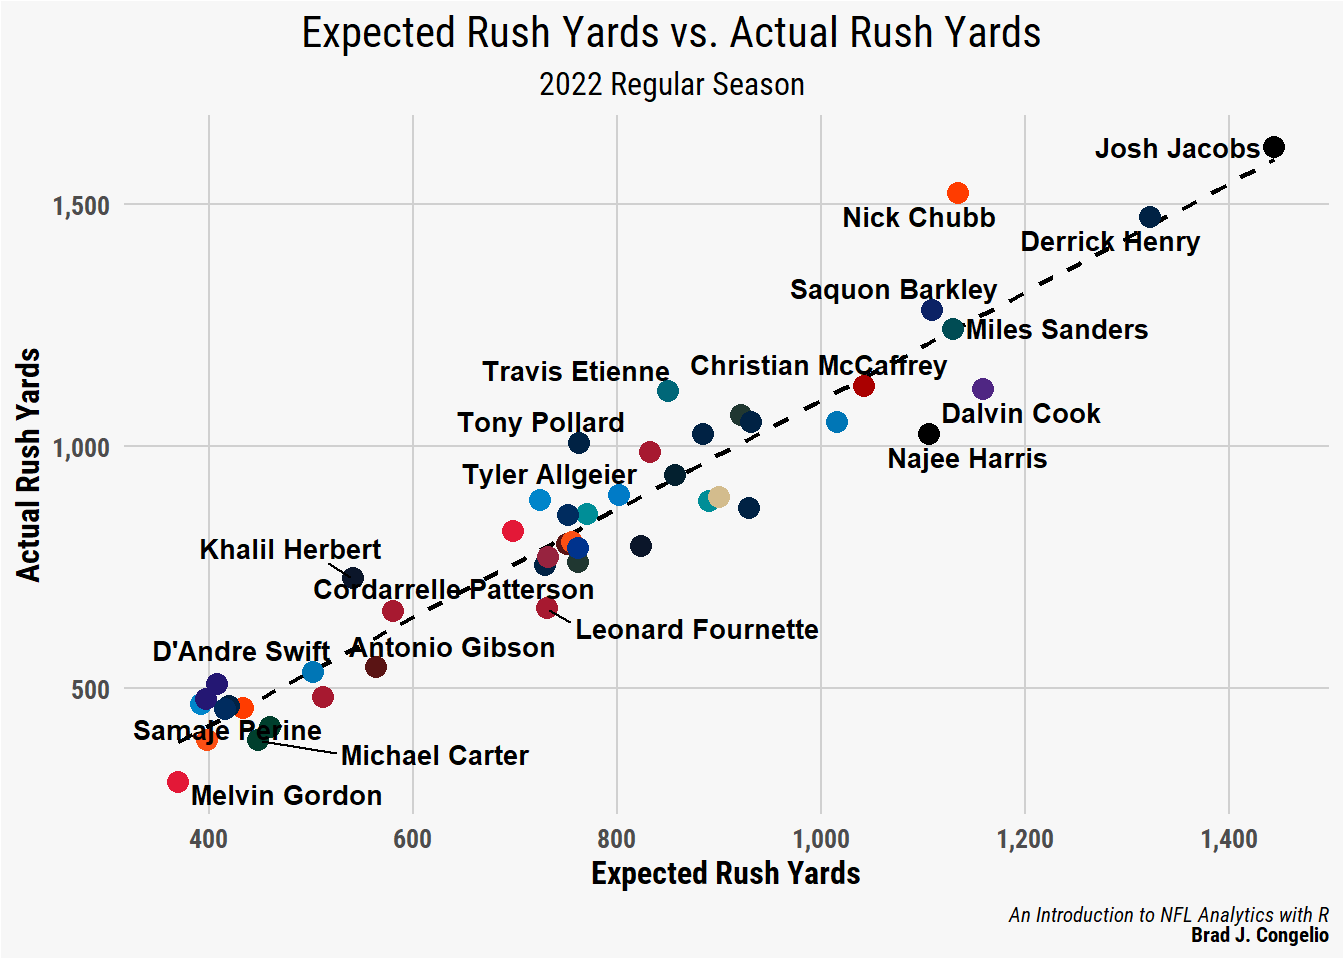 Expected Rush Yards vs. Actual Rush Yards
2022 Regular Season
Josh Jacobs
1,500
Nick Chubb
Derrick Henry
Saquon Barkley
Miles Sanders
Christian McCaffrey
Travis Etienne
Dalvin Cook
Tony Pollard
1,000
Najee Harris
Tyler Allgeier
Khalil Herbert
Cordarrelle Patterson
Leonard Fournette
Antonio Gibson
D'Andre Swift
500
Samaje Perine
Michael Carter
Melvin Gordon
Actual Rush Yards
400 600 800 1,000 1,200 1,400
Expected Rush Yards
An Introduction to NFL Analytics with R
Brad J. Congelio